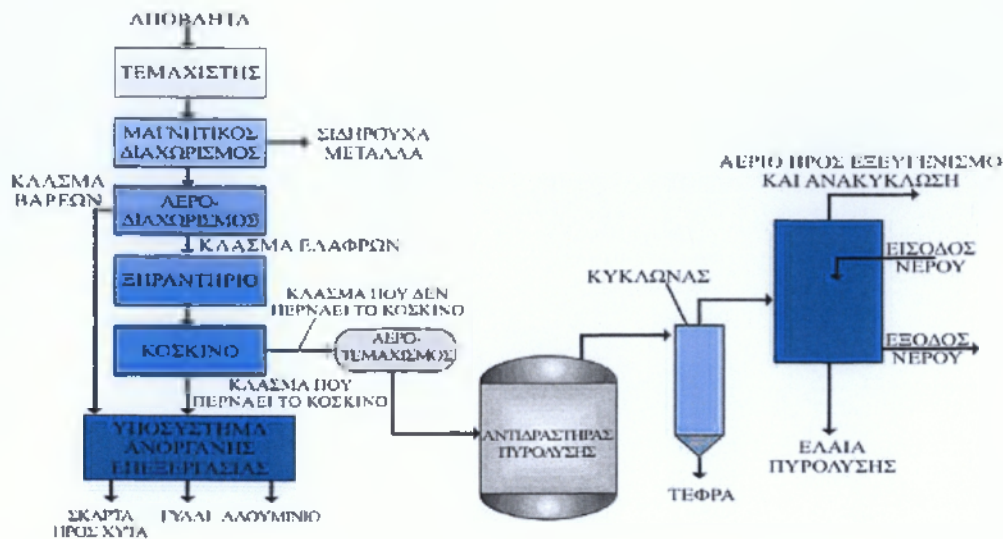 ΑΠΟΒΛΗΤΑ
ΤΕΜΑΧΙΣΤΗΣ
ΜΑΓΝΗΤΙΚΟΣ
ΔΙΑΧΩΡΙΣΜΟΣ
ΣΙΔΗΡΟΥΧΑ
ΜΕΤΑΛΛΑ
ΚΛΑΣΜΑ
ΒΑΡΕΩΝ
ΑΕΡΟ-
ΔΙΑΧΩΡΙΣΜΟΣ
ΚΛΑΣΜΑ ΕΛΑΦΡΩΝ
ΞΗΡΑΝΤΗΡΙΟ
ΚΛΑΣΜΑ ΠΟΥ ΔΕΝ
ΠΕΡΝΑΕΙ ΤΟ ΚΟΣΚΙΝΟ
ΚΟΣΚΙΝΟ
ΑΕΡΟ-
ΤΕΜΑΧΙΣΜΟΣ
ΚΛΑΣΜΑ ΠΟΥ
ΠΕΡΝΑΕΙ ΤΟ ΚΟΣΚΙΝΟ
ΥΠΟΣΥΣΤΗΜΑ
ΑΝΟΡΓΑΝΗΣ
ΕΠΕΞΕΡΓΑΣΙΑΣ
ΣΚΑΡΤΑ
ΠΡΟΣ ΧΥΤΑ
ΓΥΑΛΙ
ΑΛΟΥΜΙΝΙΟ
ΑΝΤΙΔΡΑΣΤΗΡΑΣ
ΠΥΡΟΛΥΣΗΣ
ΚΥΚΛΩΝΑΣ
ΤΕΦΡΑ
ΑΕΡΙΟ ΠΡΟΣ ΕΞΕΥΓΕΝΙΣΜΟ
ΚΑΙ ΑΝΑΚΥΚΛΩΣΗ
ΕΙΣΟΔΟΣ
ΝΕΡΟΥ
ΕΞΟΔΟΣ
ΝΕΡΟΥ
ΕΛΑΙΑ
ΠΥΡΟΛΥΣΗΣ